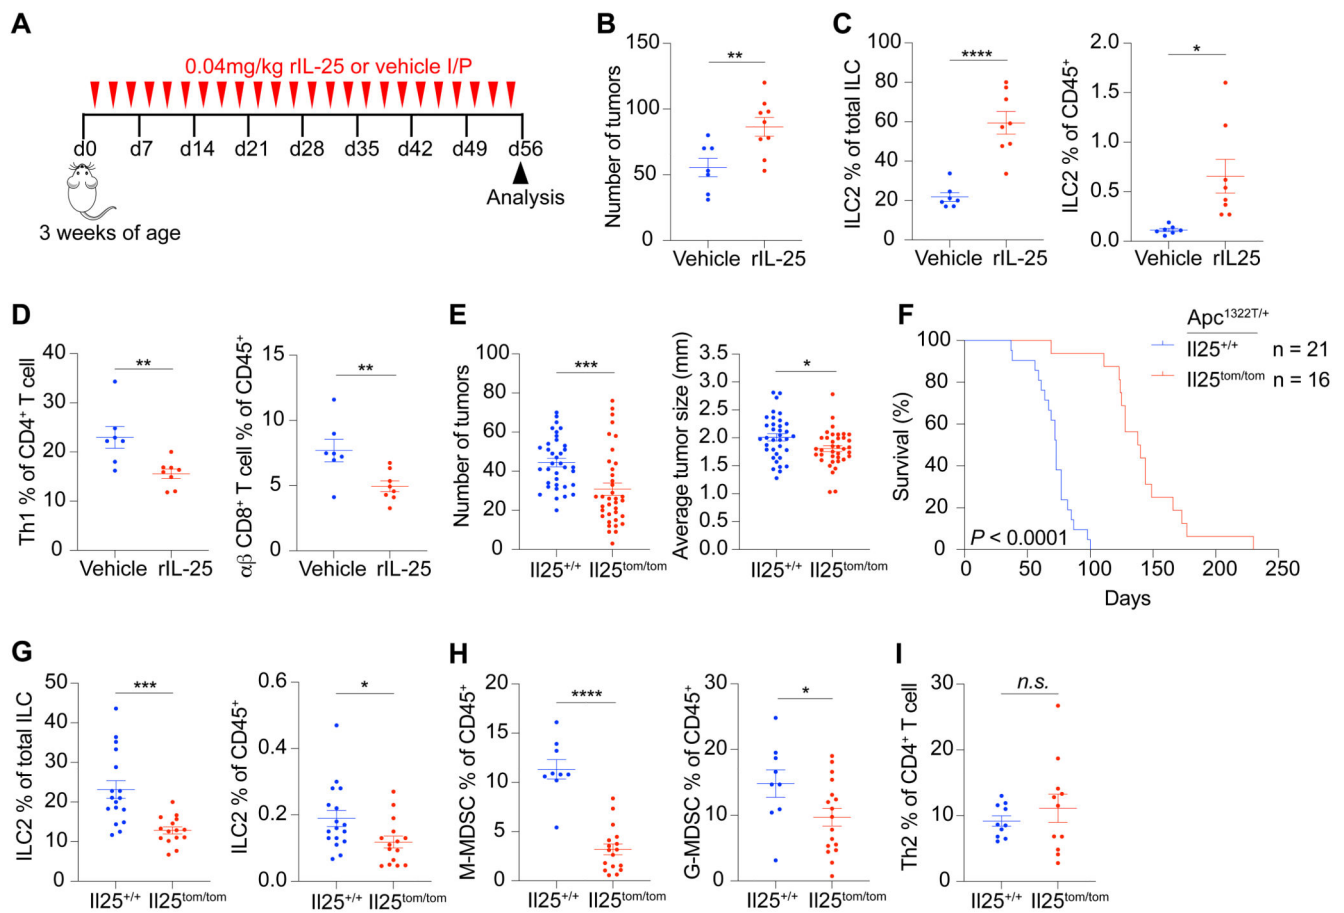 A
0.04mg/kg rIL-25 or vehicle I/P
d0 d7 d14 d21 d28 d35 d42 d49 d56
Analysis
3 weeks of age
B
Number of tumors
150
100
50
0
**
Vehicle rIL-25
C
ILC2 % of total ILC
100
80
60
40
20
0
****
Vehicle rIL-25
ILC2 % of CD45⁺
2.0
1.5
1.0
0.5
0.0
*
Vehicle rIL25
D
Th1 % of CD4⁺ T cell
40
30
20
10
0
**
Vehicle rIL-25
αβ CD8⁺ T cell % of CD45⁺
15
10
5
0
**
Vehicle rIL-25
E
Number of tumors
100
80
60
40
20
0
***
Il25⁺/⁺ Il25ᵗᵒᵐ/ᵗᵒᵐ
Average tumor size (mm)
3.5
3.0
2.5
2.0
1.5
1.0
0.5
0.0
*
Il25⁺/⁺ Il25ᵗᵒᵐ/ᵗᵒᵐ
F
Apc¹³²²ᵀ/⁺
Il25⁺/⁺ n = 21
Il25ᵗᵒᵐ/ᵗᵒᵐ n = 16
Survival (%)
100
80
60
40
20
0
P < 0.0001
0 50 100 150 200 250
Days
G
ILC2 % of total ILC
50
40
30
20
10
0
***
Il25⁺/⁺ Il25ᵗᵒᵐ/ᵗᵒᵐ
ILC2 % of CD45⁺
0.6
0.4
0.2
0.0
*
Il25⁺/⁺ Il25ᵗᵒᵐ/ᵗᵒᵐ
H
M-MDSC % of CD45⁺
20
15
10
5
0
****
Il25⁺/⁺ Il25ᵗᵒᵐ/ᵗᵒᵐ
G-MDSC % of CD45⁺
30
20
10
0
*
Il25⁺/⁺ Il25ᵗᵒᵐ/ᵗᵒᵐ
I
Th2 % of CD4⁺ T cell
30
20
10
0
n.s.
Il25⁺/⁺ Il25ᵗᵒᵐ/ᵗᵒᵐ